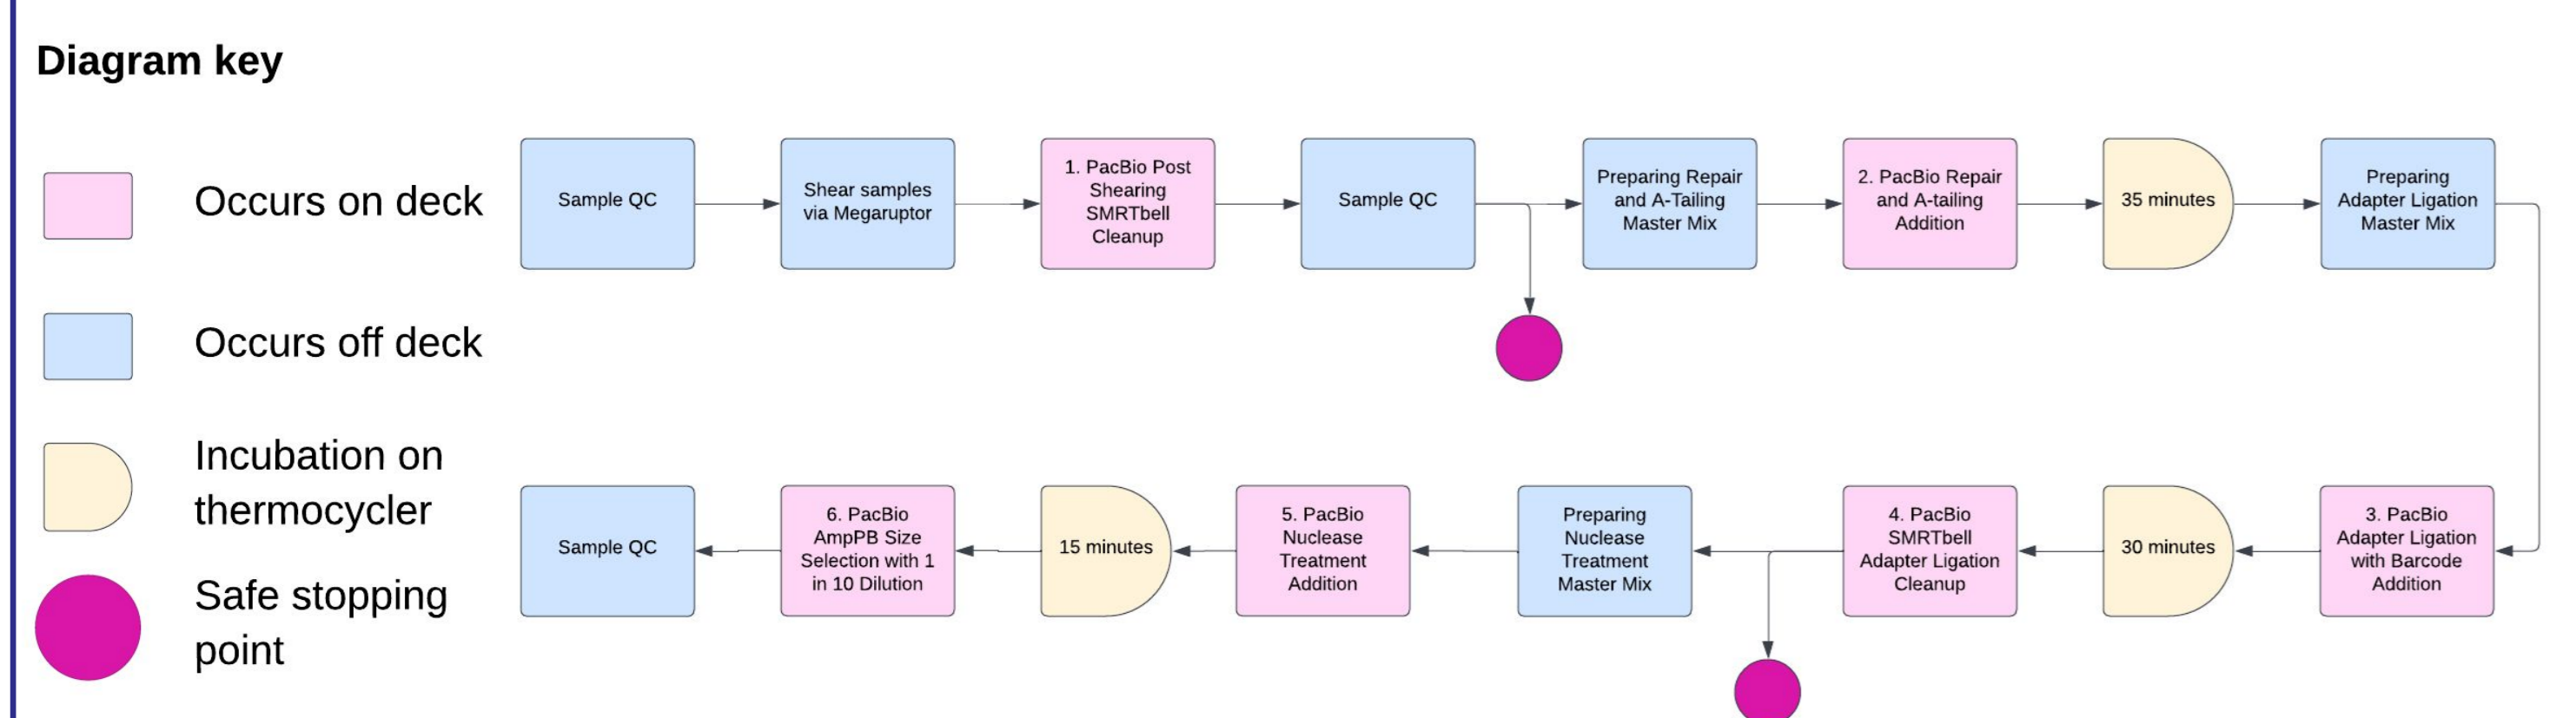 Diagram key
Occurs on deck
Occurs off deck
Incubation on
thermocycler
Safe stopping
point
Sample QC
Shear samples
via Megaruptor
1. PacBio Post
Shearing
SMRTbell
Cleanup
Sample QC
Preparing Repair
and A-Tailing
Master Mix
2. PacBio Repair
and A-tailing
Addition
35 minutes
Preparing
Adapter Ligation
Master Mix
3. PacBio
Adapter Ligation
with Barcode
Addition
30 minutes
4. PacBio
SMRTbell
Adapter Ligation
Cleanup
Preparing
Nuclease
Treatment
Master Mix
5. PacBio
Nuclease
Treatment
Addition
15 minutes
6. PacBio
AmpPB Size
Selection with 1
in 10 Dilution
Sample QC